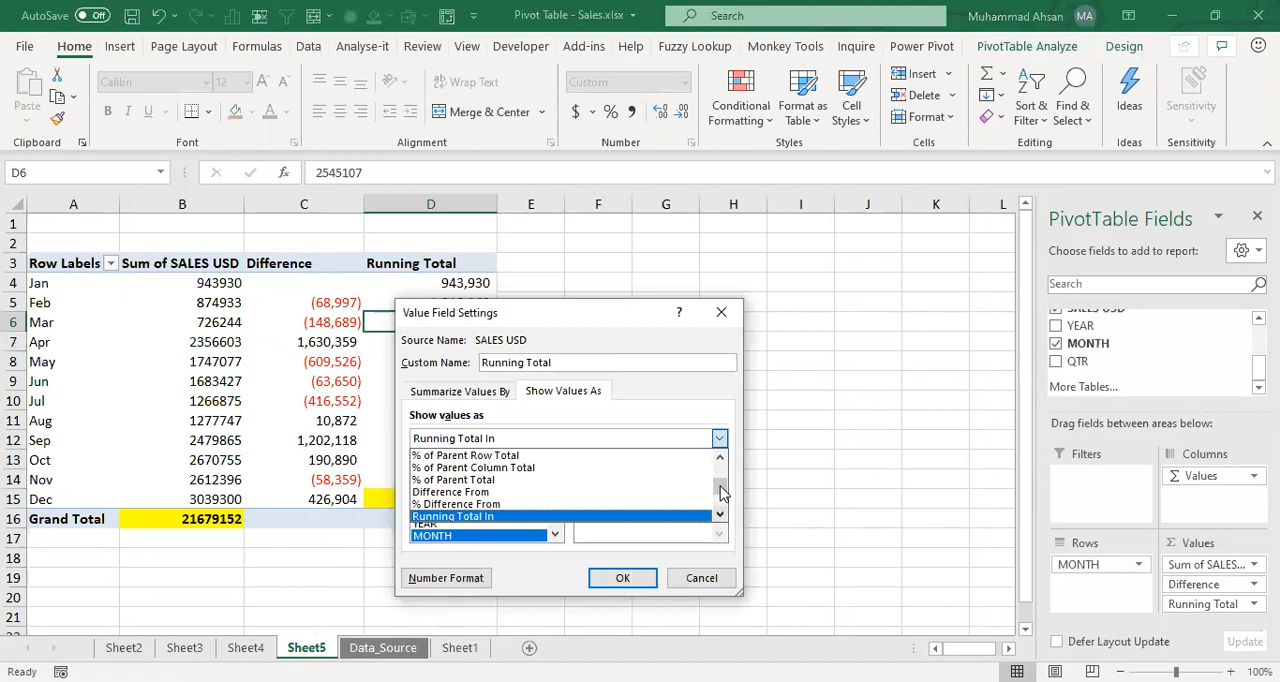 AutoSave Off Pivot Table - Sales.xlsx Search Muhammad Ahsan MA
File Home Insert Page Layout Formulas Data Analyse-it Review View Developer Add-ins Help Fuzzy Lookup Monkey Tools Inquire Power Pivot PivotTable Analyze Design
Paste Calibri 12 A A Wrap Text Custom Conditional Formatting Format as Table Cell Styles Insert Delete Format Sort & Filter Find & Select Ideas Sensitivity
B I U A Merge & Center $ % ,
Clipboard Font Alignment Number Styles Cells Editing Ideas Sensitivity
D6 fx 2545107
A B C D E F G H I J K L
1
2
3 Row Labels Sum of SALES USD Difference Running Total
4 Jan 943930 943,930
5 Feb 874933 (68,997)
6 Mar 726244 (148,689)
7 Apr 2356603 1,630,359
8 May 1747077 (609,526)
9 Jun 1683427 (63,650)
10 Jul 1266875 (416,552)
11 Aug 1277747 10,872
12 Sep 2479865 1,202,118
13 Oct 2670755 190,890
14 Nov 2612396 (58,359)
15 Dec 3039300 426,904
16 Grand Total 21679152
17
18
19
20
21
Value Field Settings ?
Source Name: SALES USD
Custom Name: Running Total
Summarize Values By Show Values As
Show values as
Running Total In
% of Parent Row Total
% of Parent Column Total
% of Parent Total
Difference From
% Difference From
Running Total In
YEAR
MONTH
Number Format OK Cancel
PivotTable Fields
Choose fields to add to report:
Search
SALES USD
YEAR
MONTH
QTR
More Tables...
Drag fields between areas below:
Filters Columns
Values
Rows Values
MONTH Sum of SALES...
Difference
Running Total
Defer Layout Update Update
Sheet2 Sheet3 Sheet4 Sheet5 Data_Source Sheet1
Ready 100%